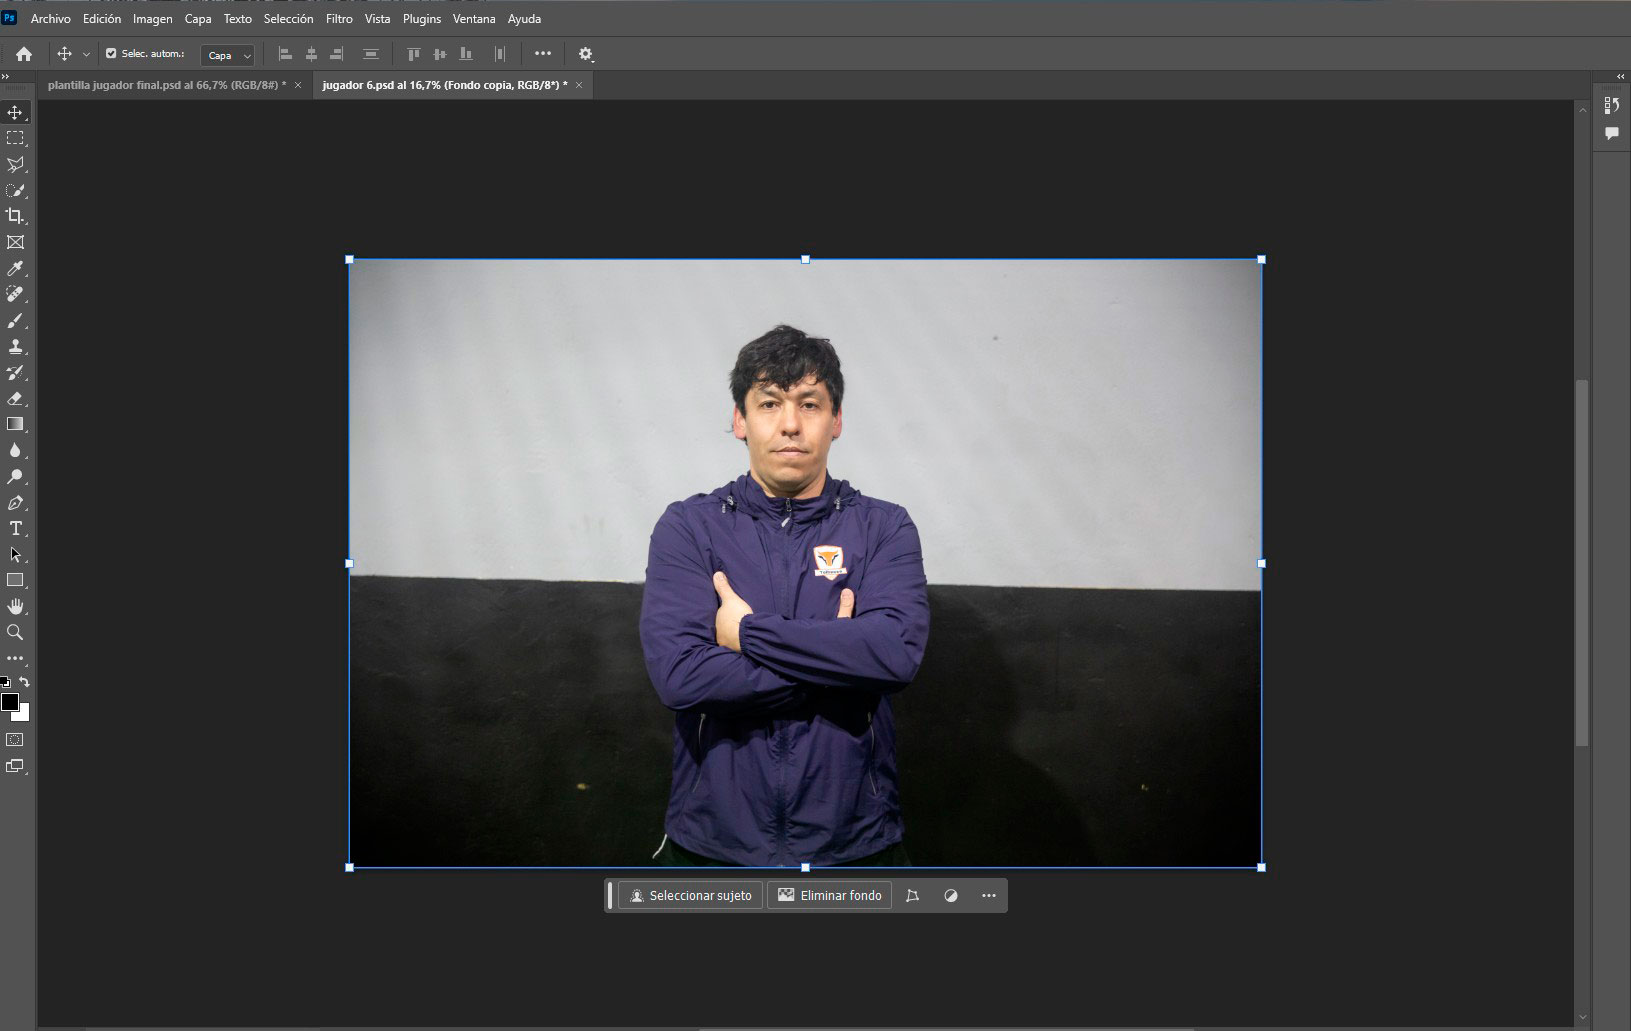 Ps Archivo Edición Imagen Capa Texto Selección Filtro Vista Plugins Ventana Ayuda
Selec. autom.: Capa
plantilla jugador final.psd al 66,7% (RGB/8#) * × jugador 6.psd al 16,7% (Fondo copia, RGB/8*) * ×
T
Seleccionar sujeto Eliminar fondo